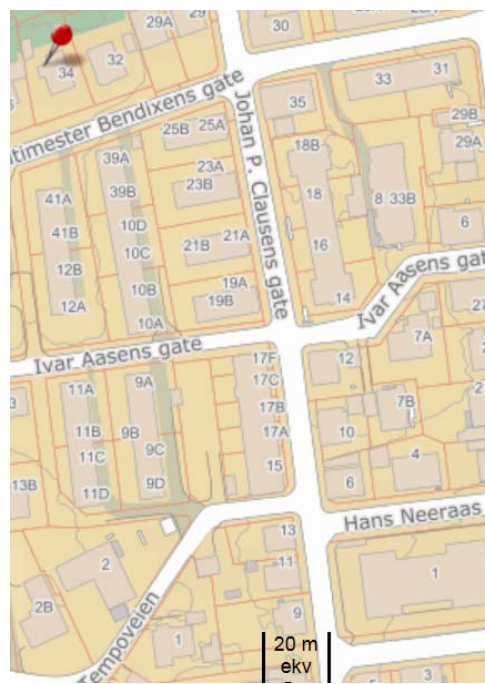 29A
29
30
34
32
33
31
timester Bendixens gate
35
25B
25A
Johan P. Clausens gate
29B
29A
39A
39B
23A
23B
18B
18
8
33B
41A
41B
10D
10C
21B
21A
16
6
12B
12A
10B
10A
19A
19B
14
Ivar Aasens gate
27
Ivar Aasens gate
17F
12
7A
11A
9A
17C
17B
17A
7B
11B
9B
10
11C
9C
15
4
13B
11D
9D
6
Hans Neeraas
13
2
11
1
2B
9
Tempoveien
1
20 m
ekv
3